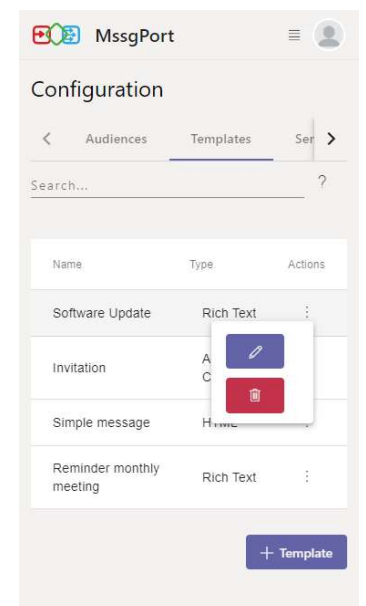 MssgPort
Configuration
Audiences Templates Ser
Search... ?
Name Type Actions
Software Update Rich Text
Invitation
Simple message
Reminder monthly
meeting Rich Text
+ Template